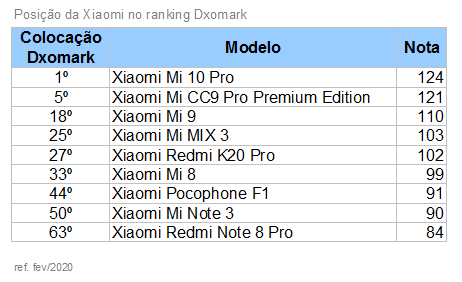 Posição da Xiaomi no ranking Dxomark
Colocação Dxomark Modelo Nota
1º Xiaomi Mi 10 Pro 124
5º Xiaomi Mi CC9 Pro Premium Edition 121
18º Xiaomi Mi 9 110
25º Xiaomi Mi MIX 3 103
27º Xiaomi Redmi K20 Pro 102
33º Xiaomi Mi 8 99
44º Xiaomi Pocophone F1 91
50º Xiaomi Mi Note 3 90
63º Xiaomi Redmi Note 8 Pro 84
ref. fev/2020